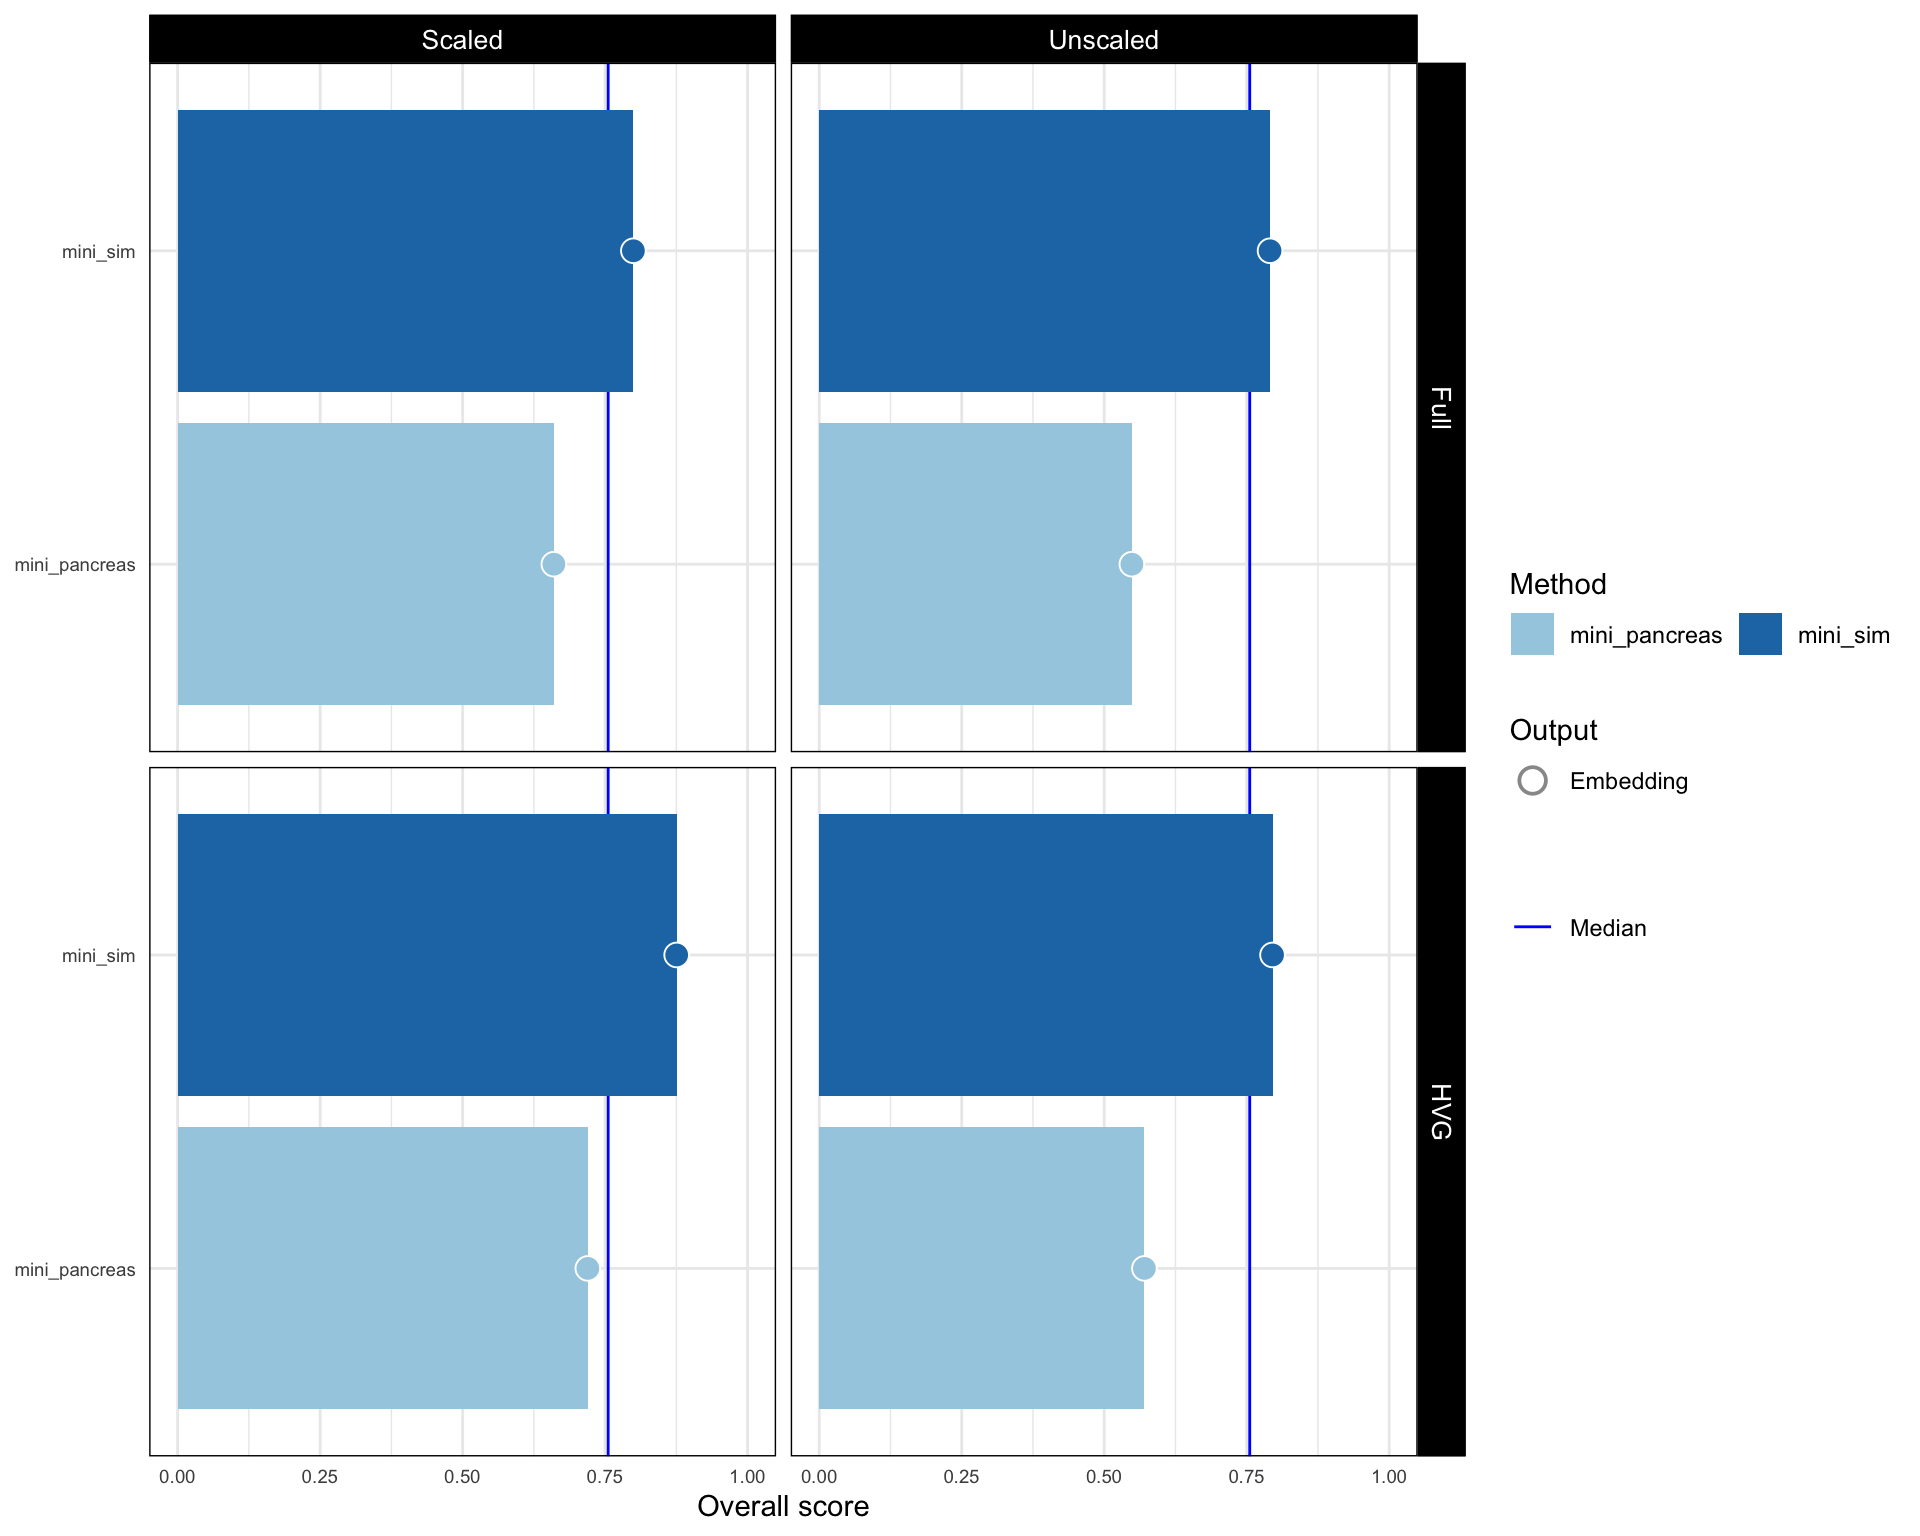 Scaled
Unscaled
mini_sim
mini_pancreas
Full
mini_sim
mini_pancreas
HVG
0.00 0.25 0.50 0.75 1.00
0.00 0.25 0.50 0.75 1.00
Overall score
Method
mini_pancreas mini_sim
Output
Embedding
Median